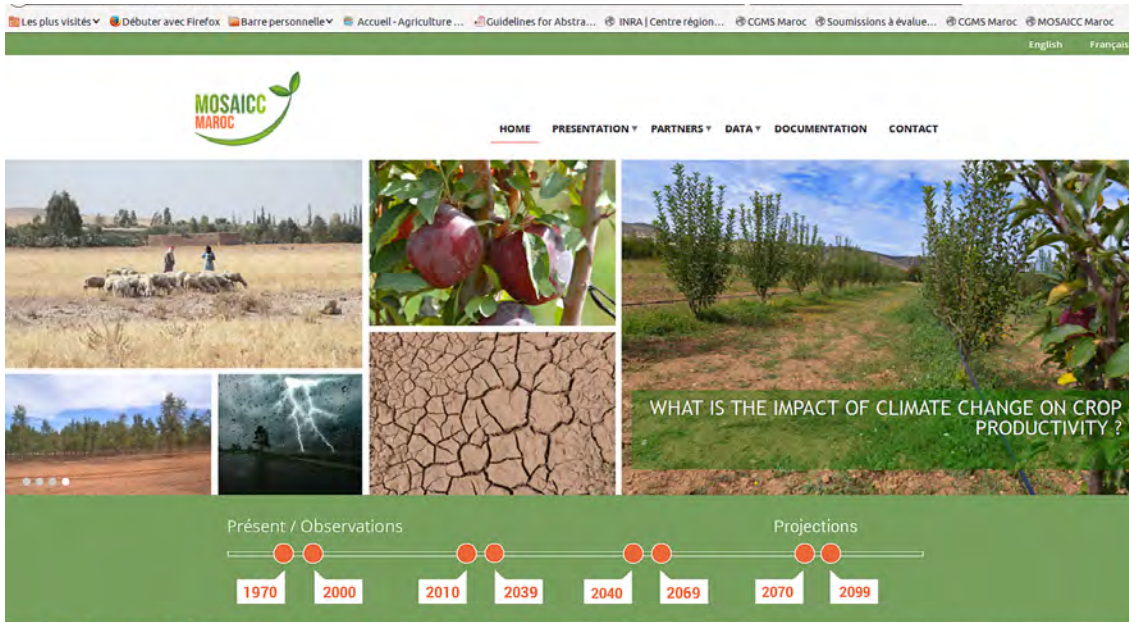 Les plus visités Débuter avec Firefox Barre personnelle Accueil - Agriculture ... Guidelines for Abstra... INRA | Centre région... CGMS Maroc Soumissions à évalue... CGMS Maroc MOSAICC Maroc
English Français
MOSAICC
MAROC
HOME PRESENTATION PARTNERS DATA DOCUMENTATION CONTACT
WHAT IS THE IMPACT OF CLIMATE CHANGE ON CROP
PRODUCTIVITY ?
Présent / Observations Projections
1970 2000 2010 2039 2040 2069 2070 2099